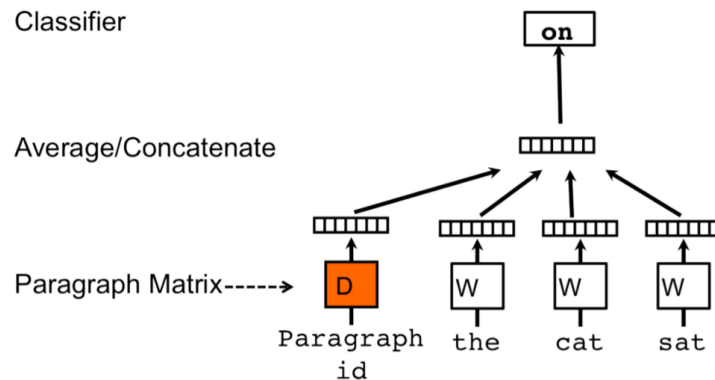 Classifier
on
Average/Concatenate
Paragraph Matrix
D
W
W
W
Paragraph
id
the
cat
sat